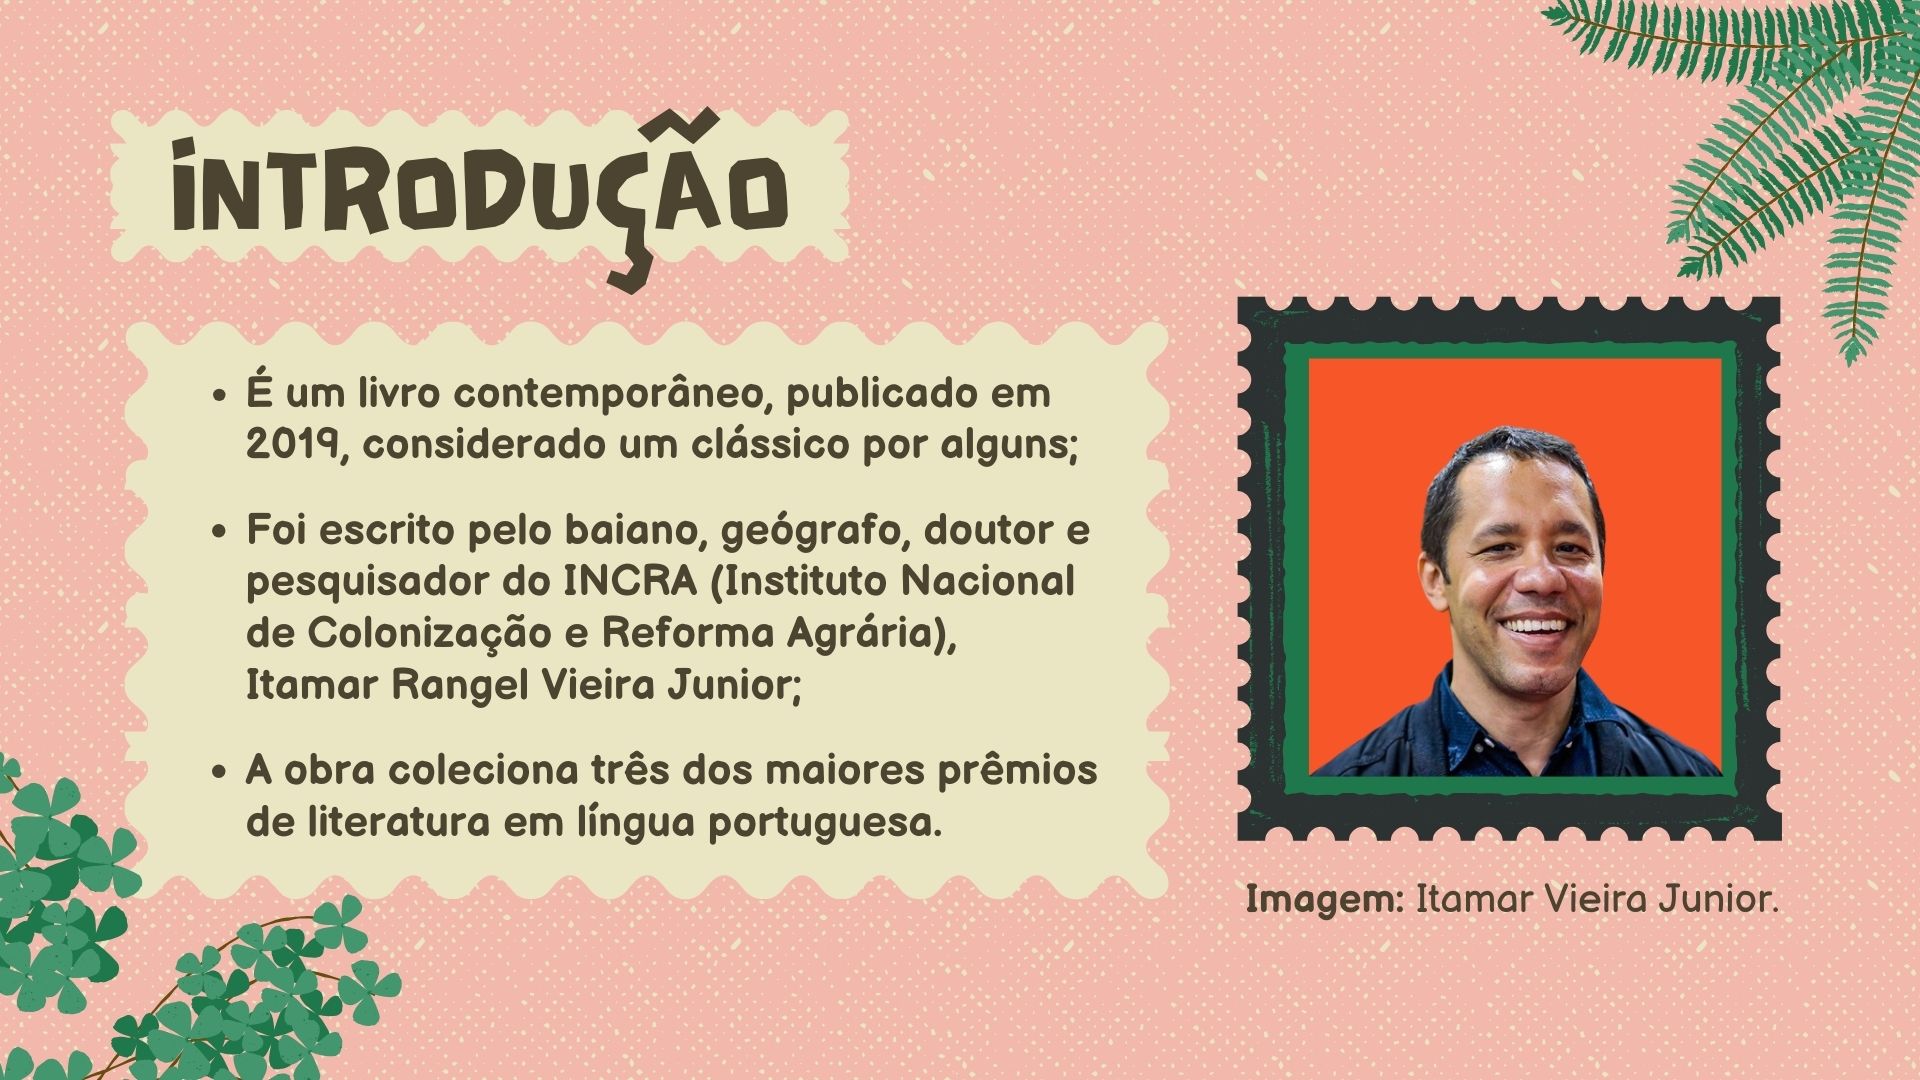 INTRODUÇÃO
• É um livro contemporâneo, publicado em
2019, considerado um clássico por alguns;
• Foi escrito pelo baiano, geógrafo, doutor e
pesquisador do INCRA (Instituto Nacional
de Colonização e Reforma Agrária),
Itamar Rangel Vieira Junior;
• A obra coleciona três dos maiores prêmios
de literatura em língua portuguesa.
Imagem: Itamar Vieira Junior.